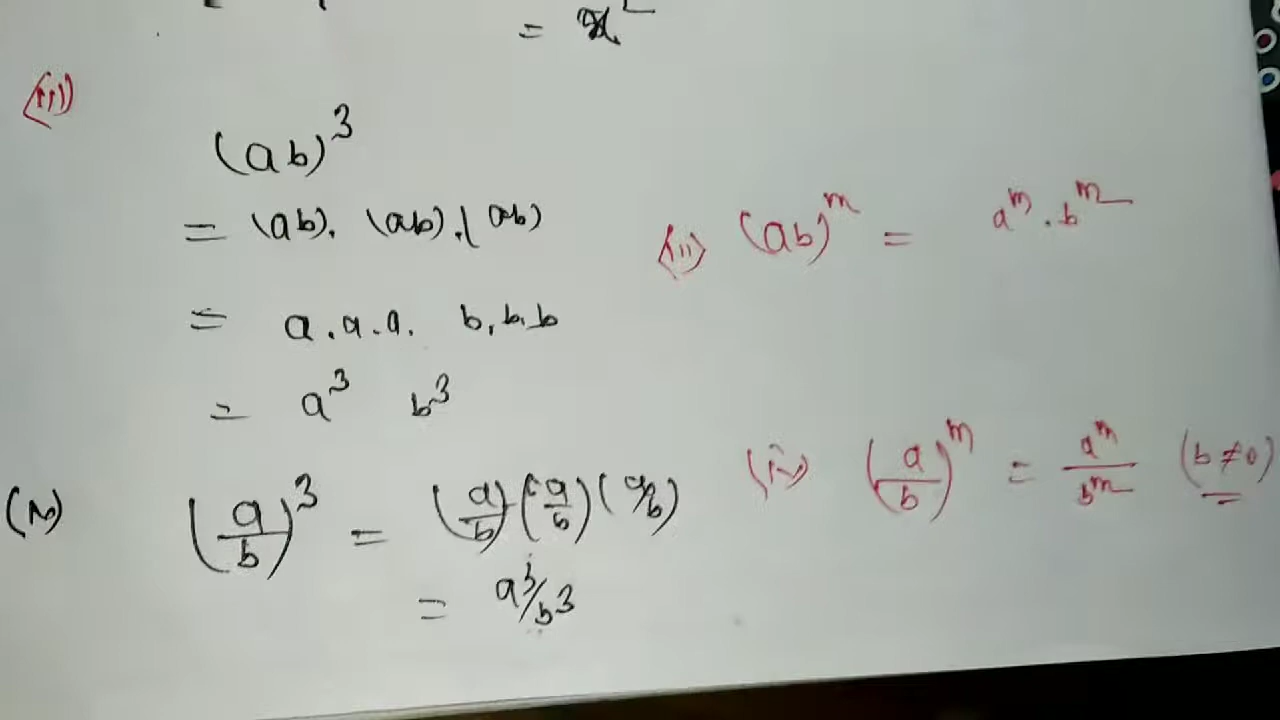 = x²
(iii)
(ab)³
= (ab). (ab).(ab)
(ii) (ab)ᵐ = aᵐ . bᵐ
= a.a.a. b.b.b
= a³ b³
(iv) (a/b)³ = (a/b)(a/b)(a/b)
(iv) (a/b)ᵐ = aᵐ/bᵐ (b ≠ 0)
= a³/b³